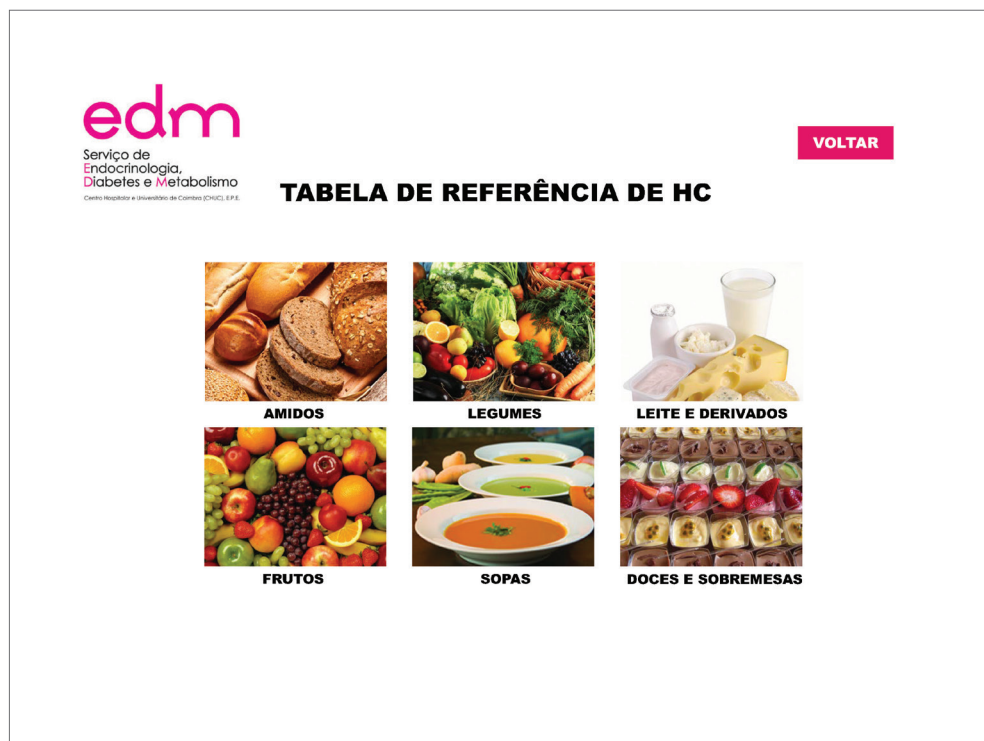 edm
Serviço de
Endocrinologia,
Diabetes e Metabolismo
Centro Hospitalar e Universitário de Coimbra (CHUC), E.P.E.
VOLTAR
TABELA DE REFERÊNCIA DE HC
AMIDOS
LEGUMES
LEITE E DERIVADOS
FRUTOS
SOPAS
DOCES E SOBREMESAS